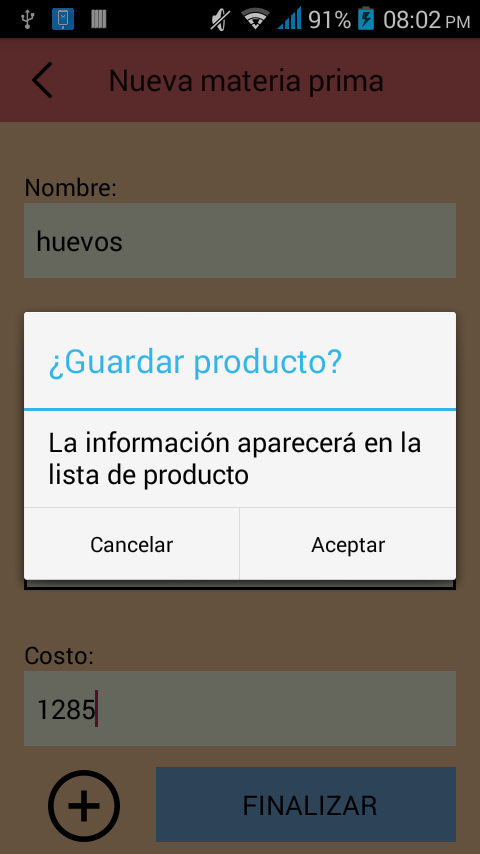 91% 08:02 PM
Nueva materia prima
Nombre:
huevos
¿Guardar producto?
La información aparecerá en la
lista de producto
Cancelar Aceptar
Costo:
1285
FINALIZAR